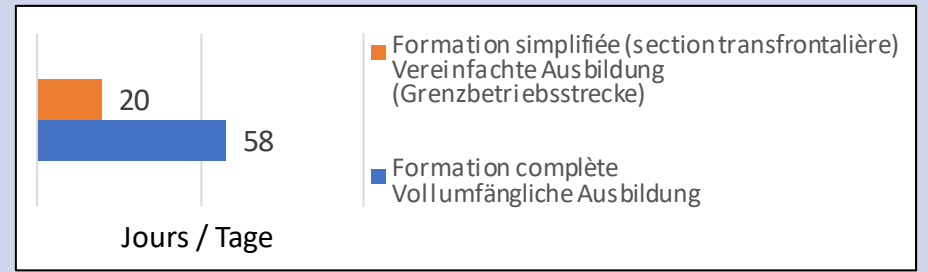 Formation simplifiée (section transfrontalière)
Vereinfachte Ausbildung
(Grenzbetriebsstrecke)
20
58
Formation complète
Vollumfängliche Ausbildung
Jours / Tage